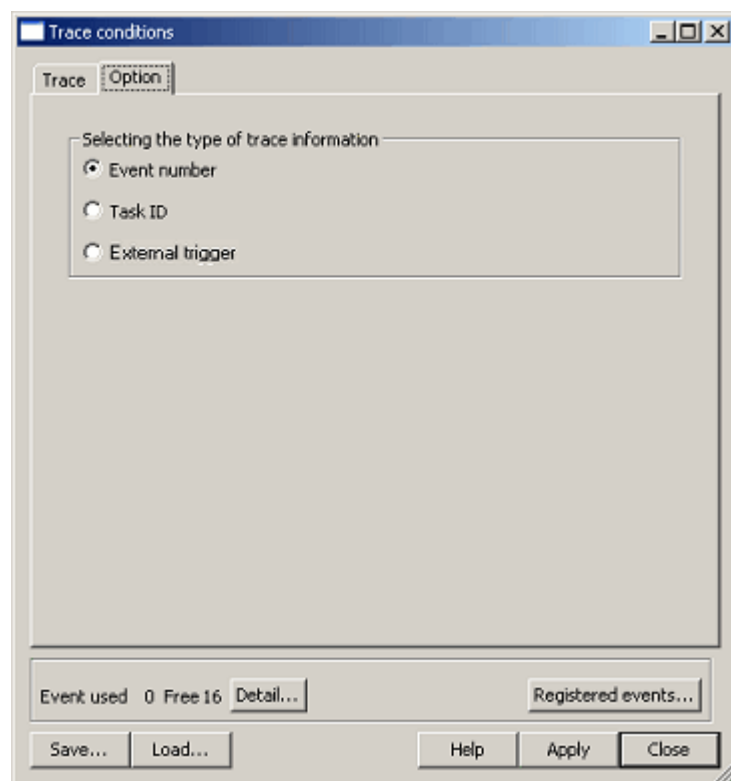 Trace conditions
Trace Option
Selecting the type of trace information
Event number
Task ID
External trigger
Event used 0 Free 16 Detail... Registered events...
Save... Load... Help Apply Close